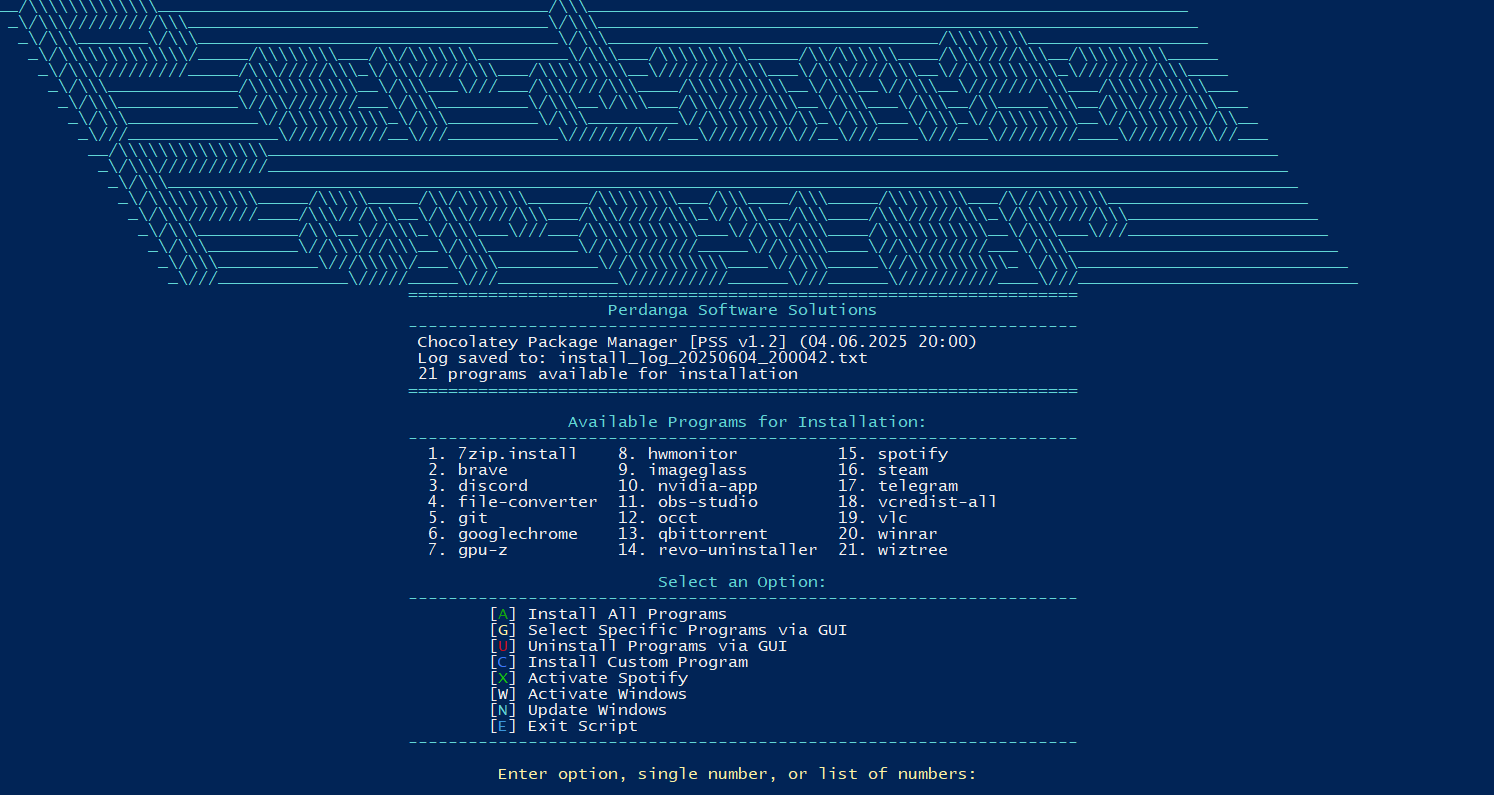 Perdanga
Forever
Perdanga Software Solutions
Chocolatey Package Manager [PSS v1.2] (04.06.2025 20:00)
Log saved to: install_log_20250604_200042.txt
21 programs available for installation
Available Programs for Installation:
1. 7zip.install 8. hwmonitor 15. spotify
2. brave 9. imageglass 16. steam
3. discord 10. nvidia-app 17. telegram
4. file-converter 11. obs-studio 18. vcredist-all
5. git 12. occt 19. vlc
6. googlechrome 13. qbittorrent 20. winrar
7. gpu-z 14. revo-uninstaller 21. wiztree
Select an Option:
[A] Install All Programs
[G] Select Specific Programs via GUI
[U] Uninstall Programs via GUI
[C] Install Custom Program
[X] Activate Spotify
[W] Activate Windows
[N] Update Windows
[E] Exit Script
Enter option, single number, or list of numbers: